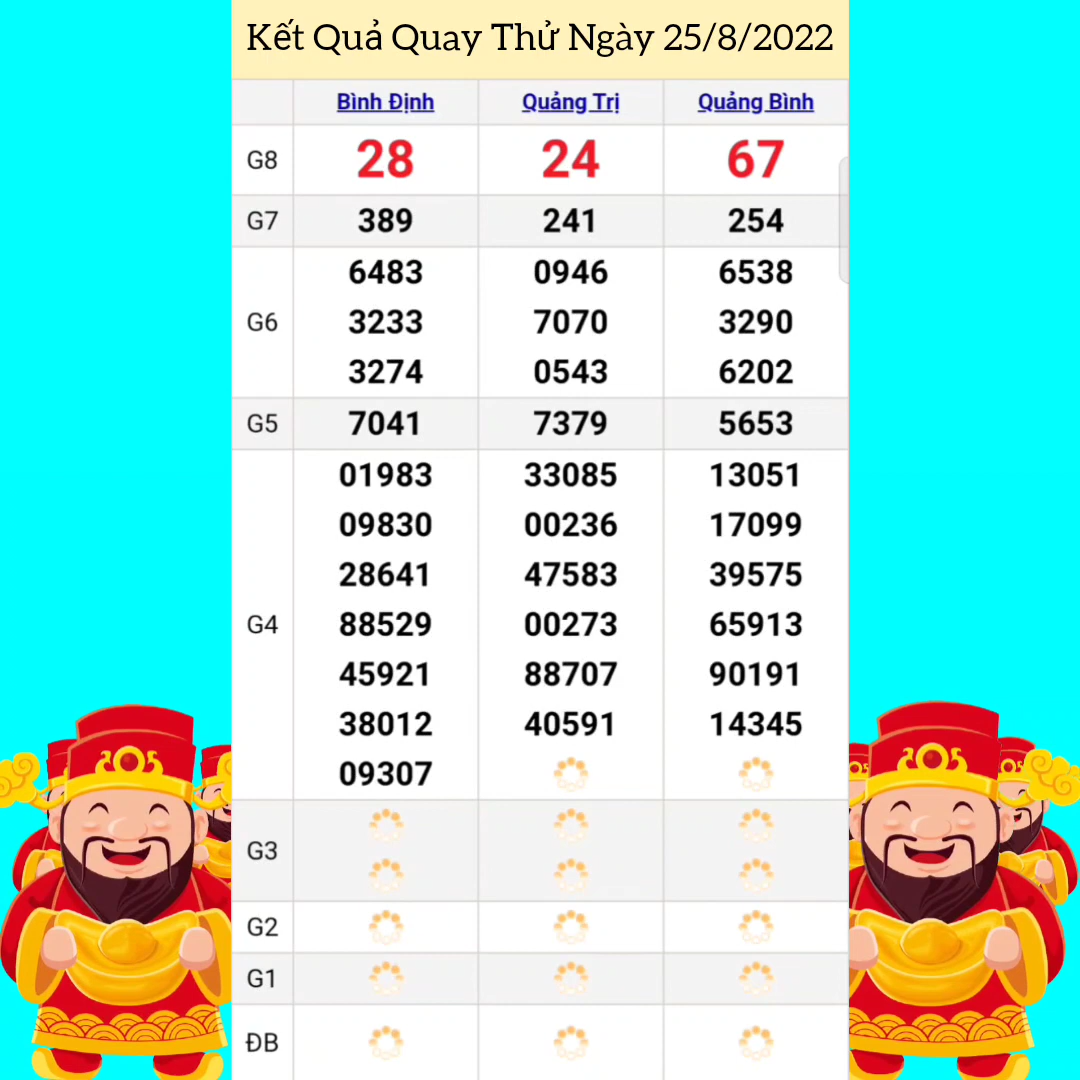 Kết Quả Quay Thử Ngày 25/8/2022
Bình Định Quảng Trị Quảng Bình
G8 28 24 67
G7 389 241 254
6483 0946 6538
G6 3233 7070 3290
3274 0543 6202
G5 7041 7379 5653
01983 33085 13051
09830 00236 17099
28641 47583 39575
G4 88529 00273 65913
45921 88707 90191
38012 40591 14345
09307
G3
G2
G1
ĐB